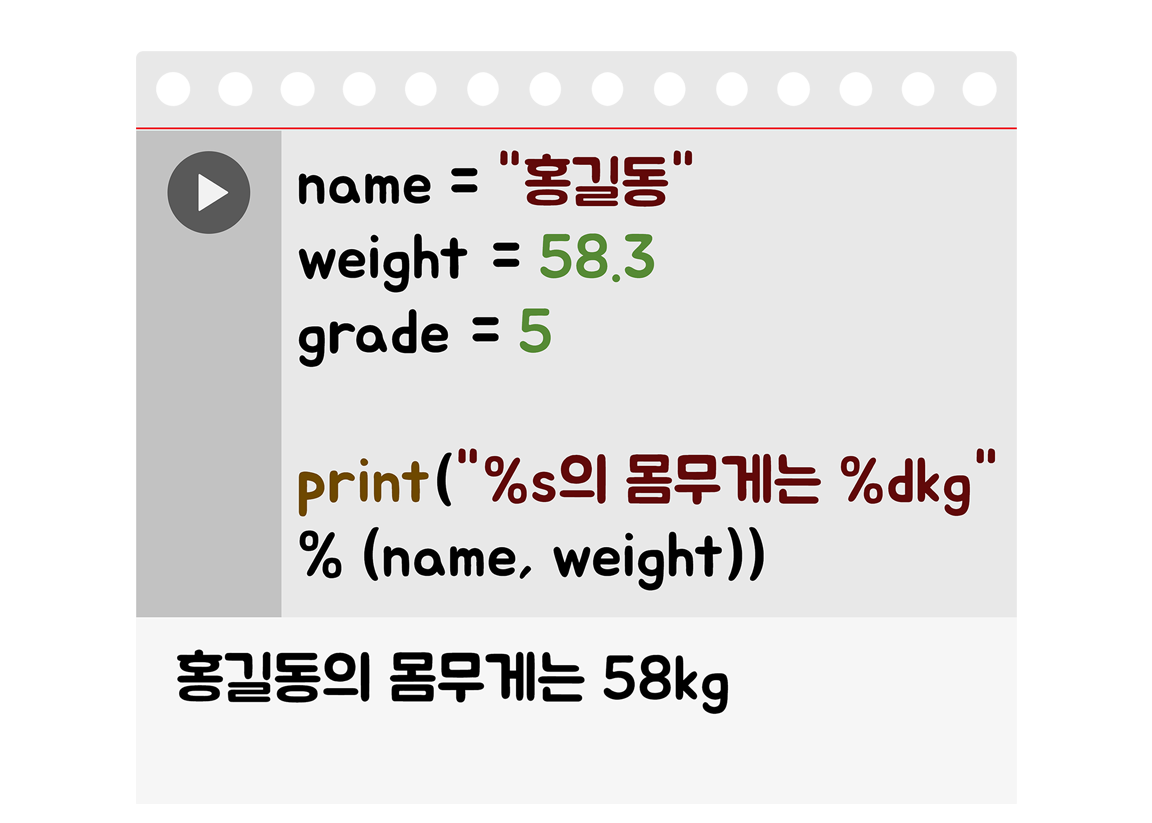 name = "홍길동"
weight = 58.3
grade = 5
print("%s의 몸무게는 %dkg"
% (name, weight))
홍길동의 몸무게는 58kg